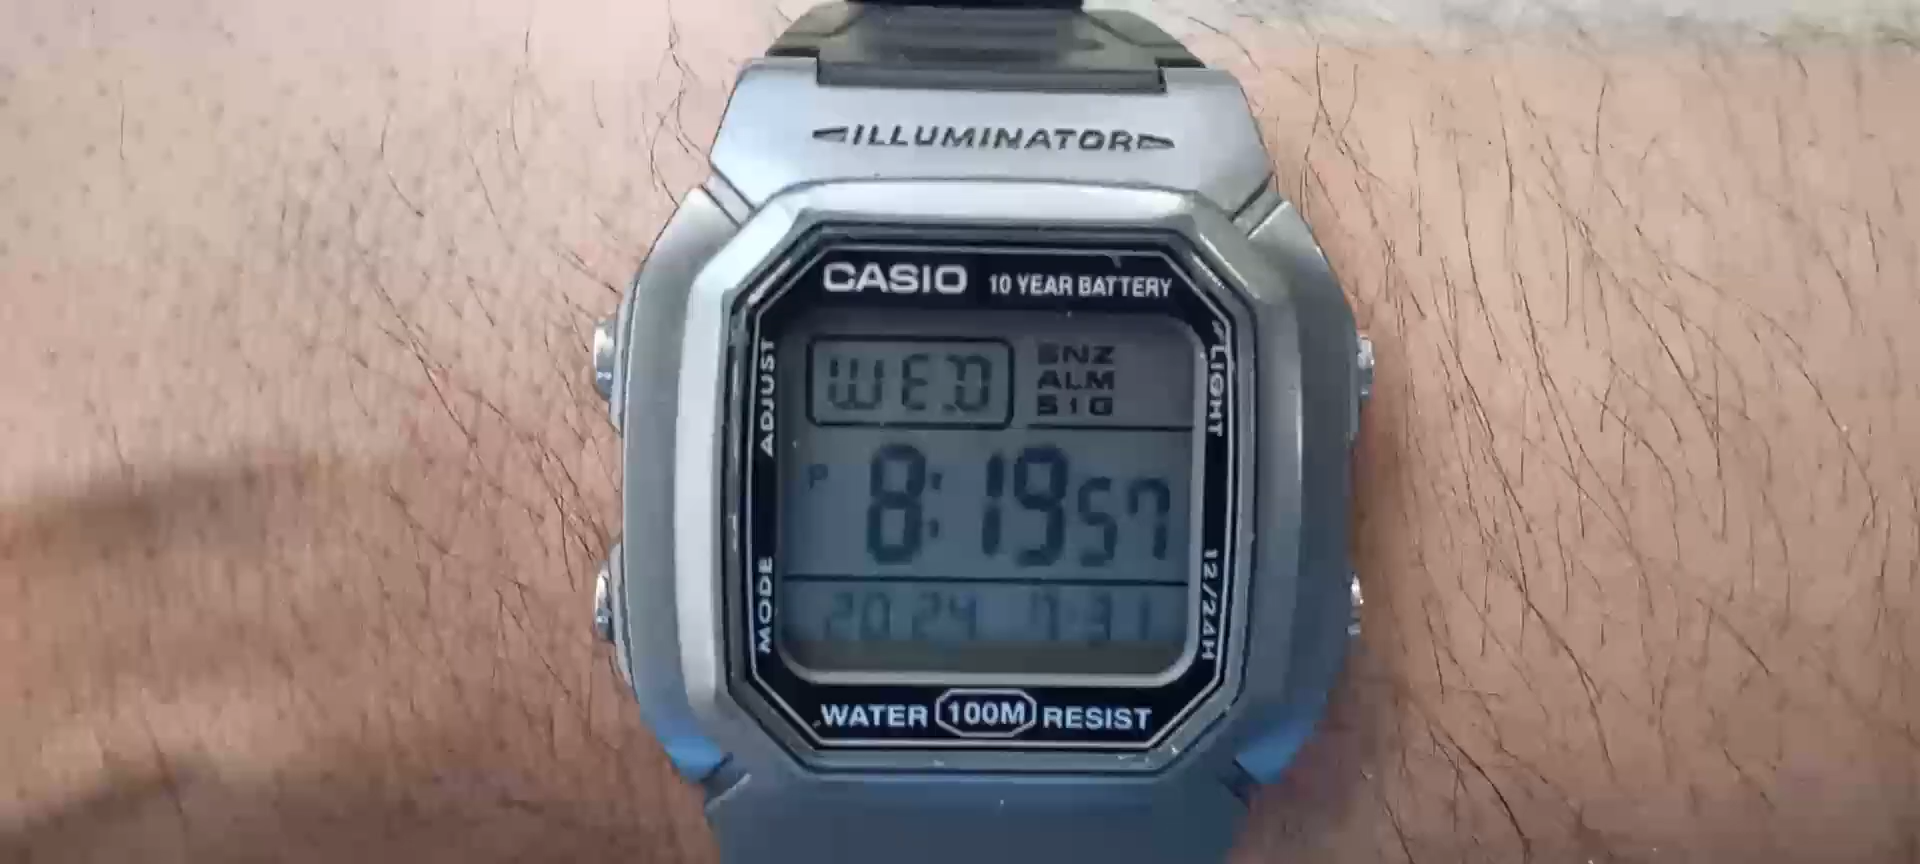 ILLUMINATOR
CASIO 10 YEAR BATTERY
ADJUST
LIGHT
WED
SNZ
ALM
SIG
P 8:19 57
2024 7-31
MODE
12/24H
WATER 100M RESIST